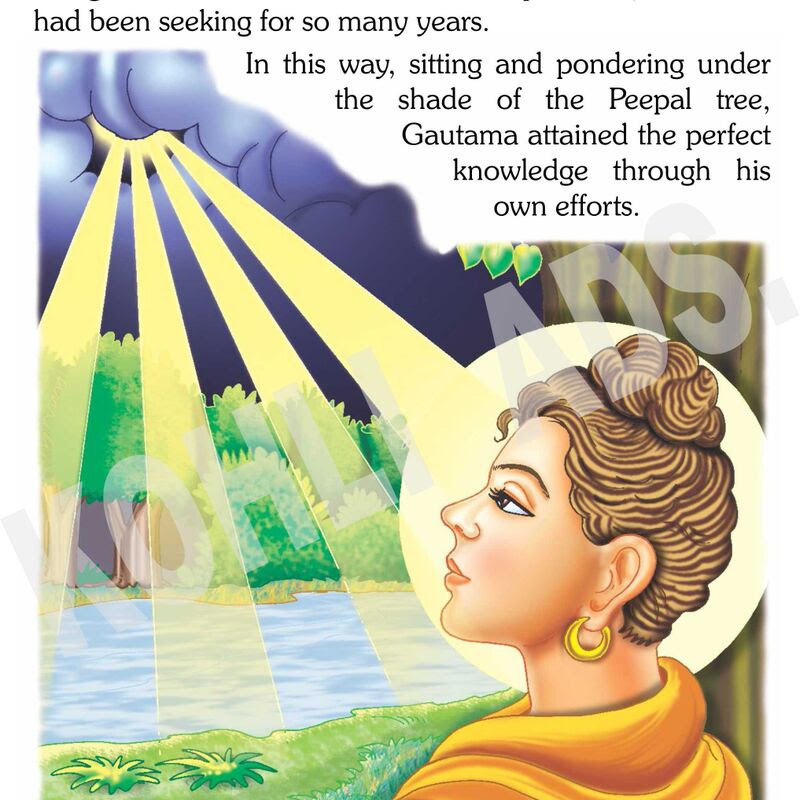 had been seeking for so many years.
In this way, sitting and pondering under
the shade of the Peepal tree,
Gautama attained the perfect
knowledge through his
own efforts.
KOHLI ADS.